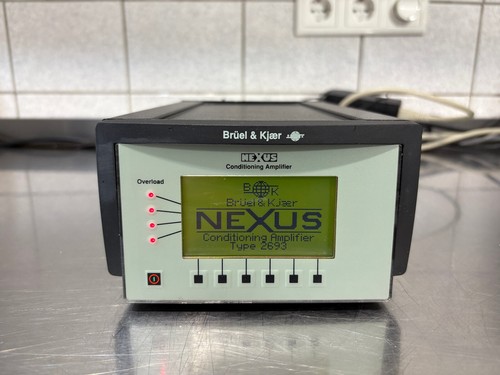 Brüel & Kjær
NEXUS
Conditioning Amplifier
Overload
B K
Brüel & Kjær
NEXUS
Conditioning Amplifier
Type 2693